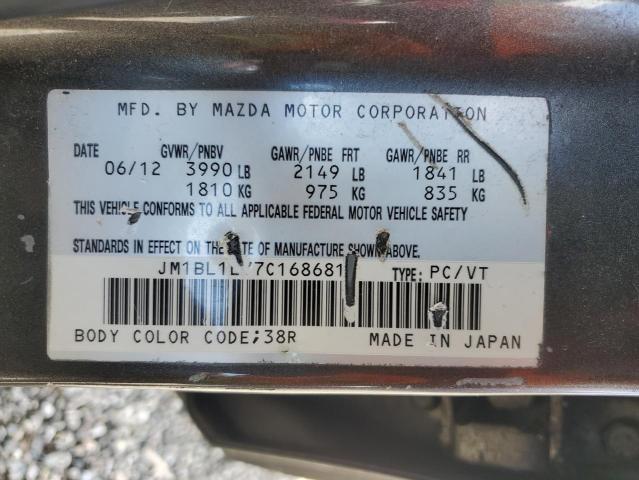 MFD. BY MAZDA MOTOR CORPORATION
DATE GVWR/PNBV GAWR/PNBE FRT GAWR/PNBE RR
06/12 3990 LB 2149 LB 1841 LB
1810 KG 975 KG 835 KG
THIS VEHICLE CONFORMS TO ALL APPLICABLE FEDERAL MOTOR VEHICLE SAFETY
STANDARDS IN EFFECT ON THE DATE OF MANUFACTURE SHOWN ABOVE.
TYPE: PC/VT
BODY COLOR CODE;38R MADE IN JAPAN